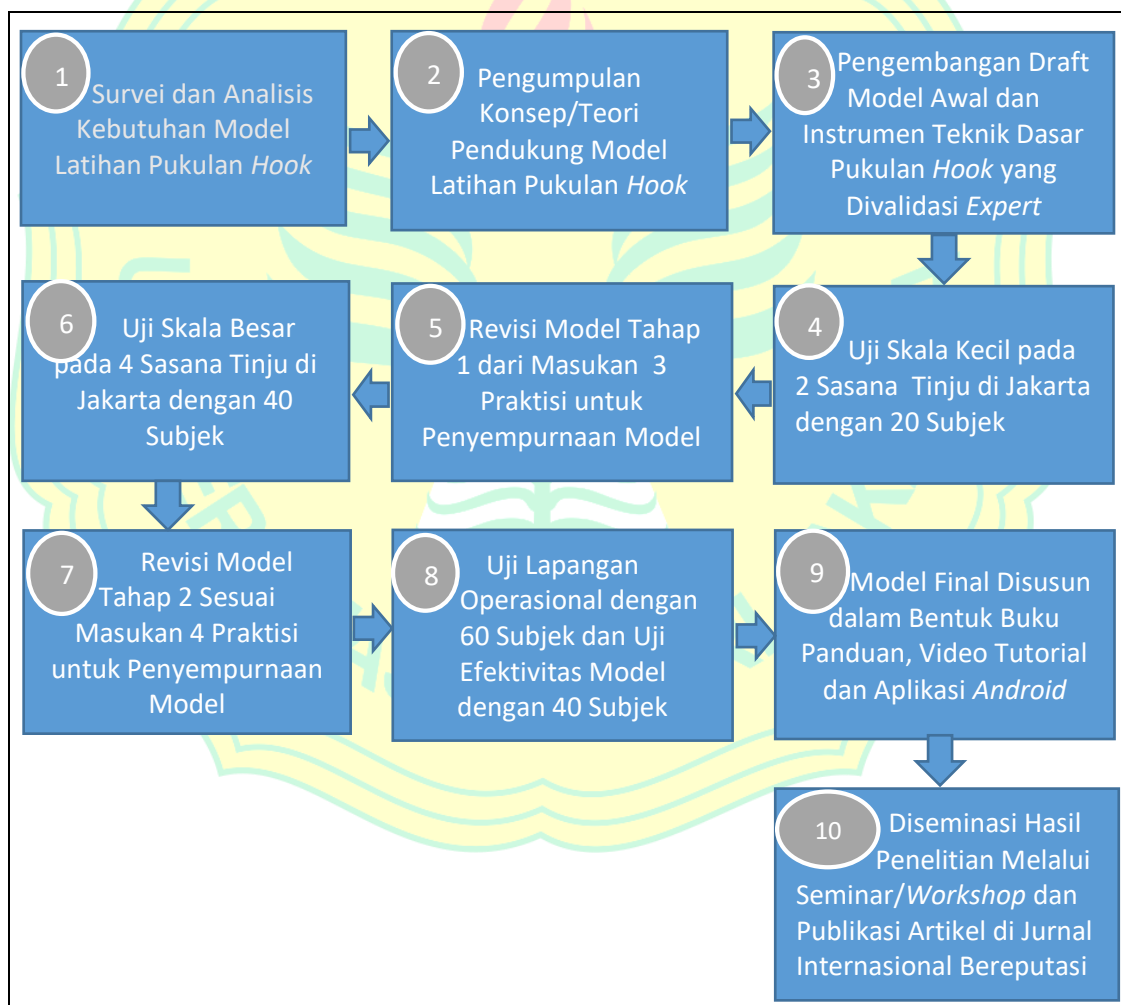 1
Survei dan Analisis
Kebutuhan Model
Latihan Pukulan Hook
2
Pengumpulan
Konsep/Teori
Pendukung Model
Latihan Pukulan Hook
3
Pengembangan Draft
Model Awal dan
Instrumen Teknik Dasar
Pukulan Hook yang
Divalidasi Expert
4
Uji Skala Kecil pada
2 Sasana Tinju di Jakarta
dengan 20 Subjek
5
Revisi Model Tahap
1 dari Masukan 3
Praktisi untuk
Penyempurnaan Model
6
Uji Skala Besar
pada 4 Sasana Tinju di
Jakarta dengan 40
Subjek
7
Revisi Model
Tahap 2 Sesuai
Masukan 4 Praktisi
untuk Penyempurnaan
Model
8
Uji Lapangan
Operasional dengan
60 Subjek dan Uji
Efektivitas Model
dengan 40 Subjek
9
Model Final Disusun
dalam Bentuk Buku
Panduan, Video Tutorial
dan Aplikasi Android
10
Diseminasi Hasil
Penelitian Melalui
Seminar/Workshop dan
Publikasi Artikel di Jurnal
Internasional Bereputasi